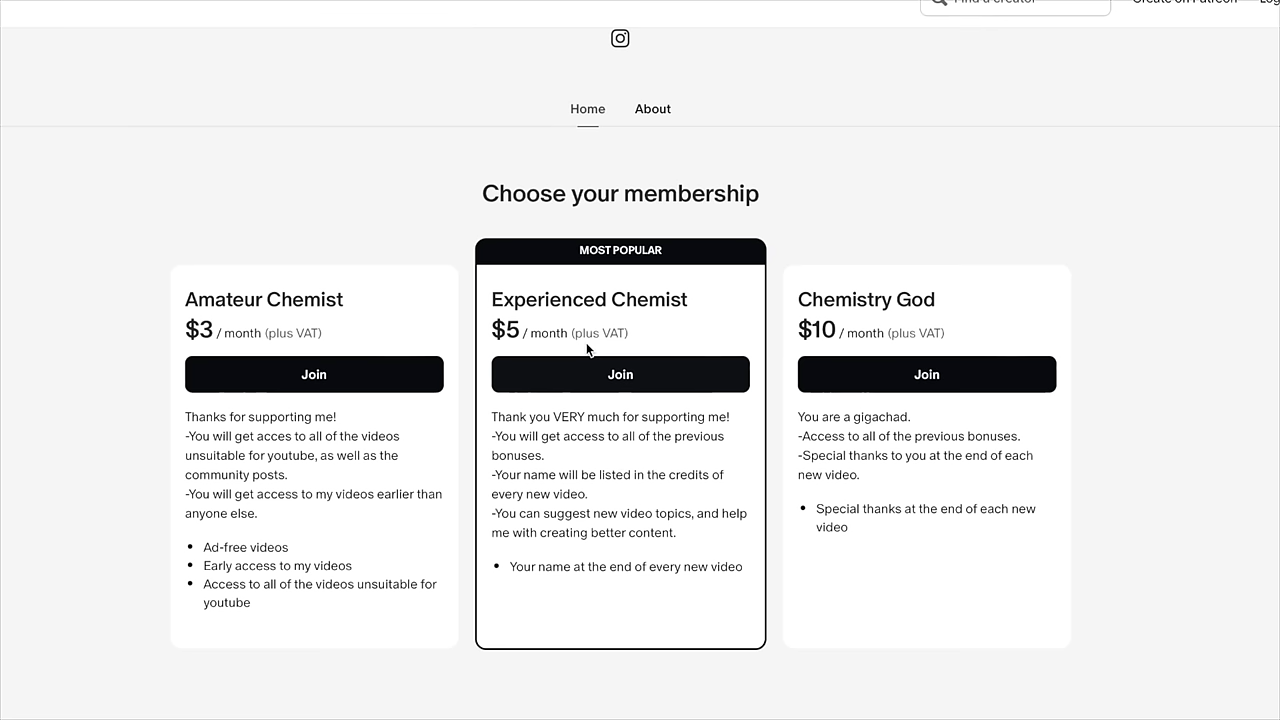 Find a creator
Create on Patreon
Log
Home
About
Choose your membership
MOST POPULAR
Amateur Chemist
$3 / month (plus VAT)
Join
Thanks for supporting me!
-You will get acces to all of the videos
unsuitable for youtube, as well as the
community posts.
-You will get access to my videos earlier than
anyone else.
• Ad-free videos
• Early access to my videos
• Access to all of the videos unsuitable for
youtube
Experienced Chemist
$5 / month (plus VAT)
Join
Thank you VERY much for supporting me!
-You will get access to all of the previous
bonuses.
-Your name will be listed in the credits of
every new video.
-You can suggest new video topics, and help
me with creating better content.
• Your name at the end of every new video
Chemistry God
$10 / month (plus VAT)
Join
You are a gigachad.
-Access to all of the previous bonuses.
-Special thanks to you at the end of each
new video.
• Special thanks at the end of each new
video